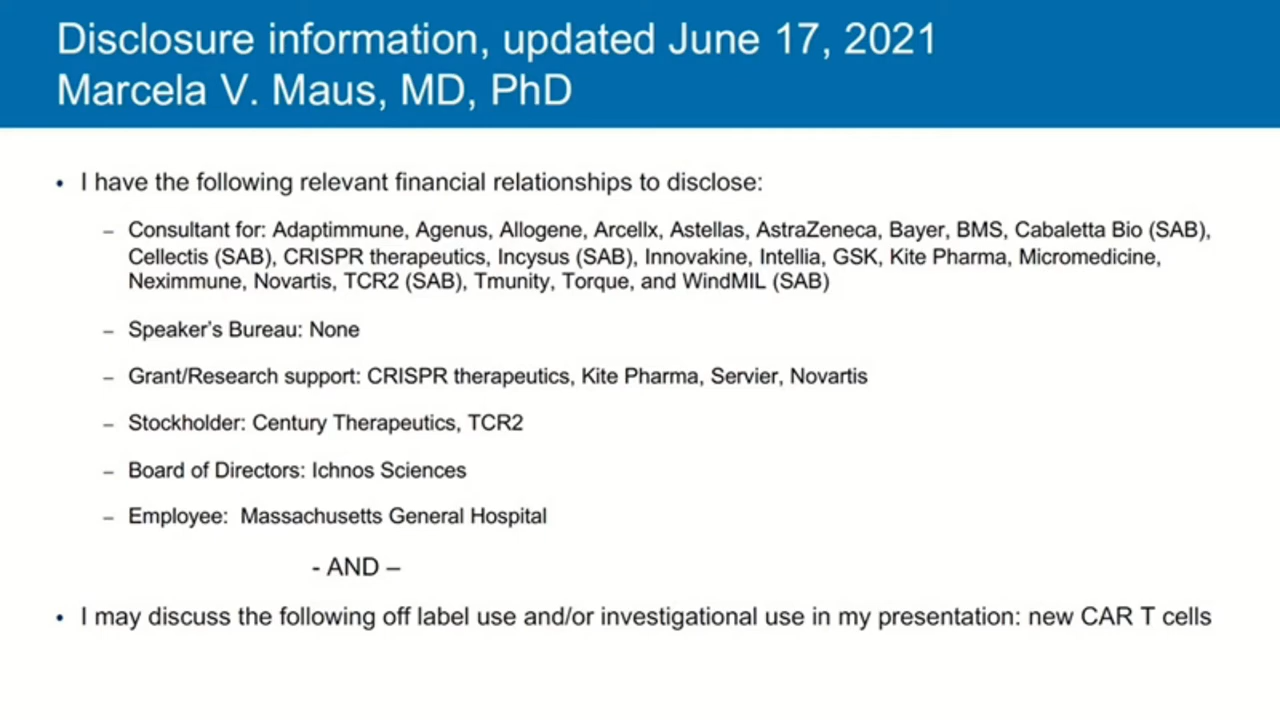 Disclosure information, updated June 17, 2021
Marcela V. Maus, MD, PhD
• I have the following relevant financial relationships to disclose:
– Consultant for: Adaptimmune, Agenus, Allogene, Arcellx, Astellas, AstraZeneca, Bayer, BMS, Cabaletta Bio (SAB),
Cellectis (SAB), CRISPR therapeutics, Incysus (SAB), Innovakine, Intellia, GSK, Kite Pharma, Micromedicine,
Neximmune, Novartis, TCR2 (SAB), Tmunity, Torque, and WindMIL (SAB)
– Speaker's Bureau: None
– Grant/Research support: CRISPR therapeutics, Kite Pharma, Servier, Novartis
– Stockholder: Century Therapeutics, TCR2
– Board of Directors: Ichnos Sciences
– Employee:  Massachusetts General Hospital
- AND –
• I may discuss the following off label use and/or investigational use in my presentation: new CAR T cells